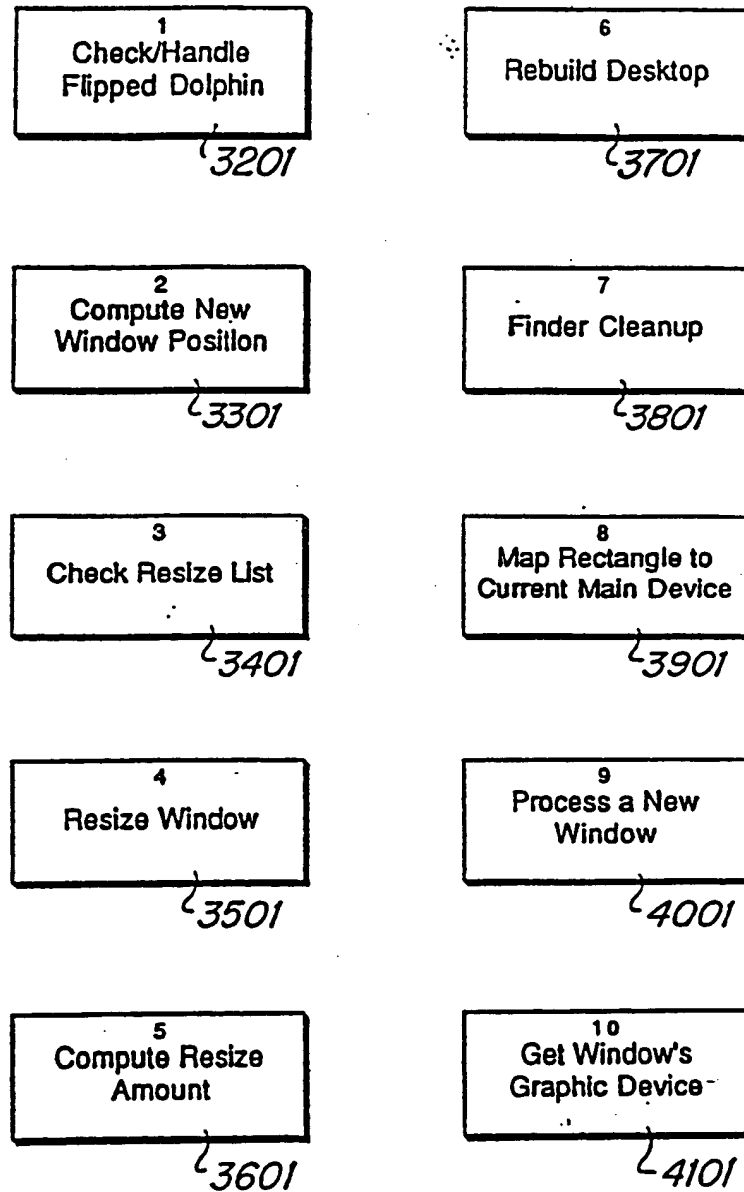 1
Check/Handle
Flipped Dolphin
3201
2
Compute New
Window Position
3301
3
Check Resize List
3401
4
Resize Window
3501
5
Compute Resize
Amount
3601
6
Rebuild Desktop
3701
7
Finder Cleanup
3801
8
Map Rectangle to
Current Main Device
3901
9
Process a New
Window
4001
10
Get Window's
Graphic Device
4101